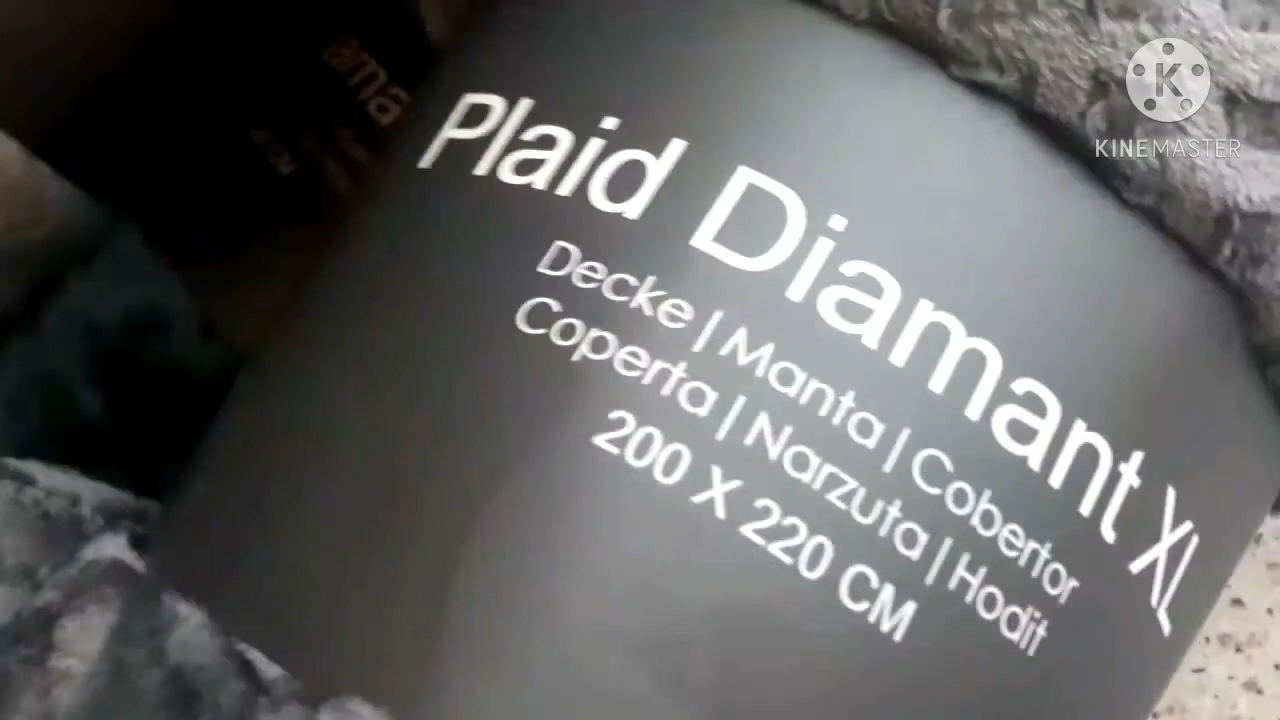 Plaid Diamant XL
Decke | Manta | Cobertor
Coperta | Narzuta | Hodit
200 X 220 CM
KINEMASTER